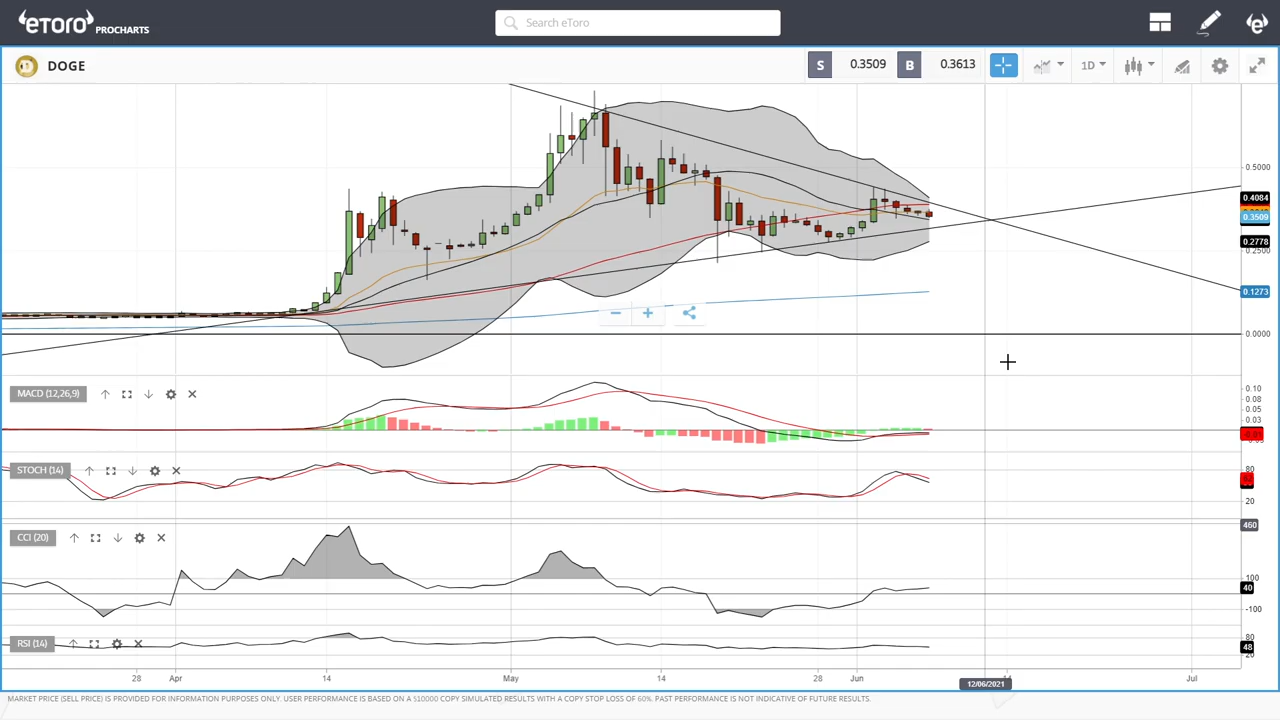 eToro PROCHARTS
Search eToro
DOGE
S 0.3509 B 0.3613
1D
0.5000
0.4084
0.3509
0.2778
0.2500
0.1273
0.0000
MACD (12,26,9)
0.10
0.08
0.05
0.03
STOCH (14)
80
20
CCI (20)
460
100
40
-100
RSI (14)
80
48
20
28 Apr 14 May 14 28 Jun 12/06/2021 Jul
MARKET PRICE (SELL PRICE) IS PROVIDED FOR INFORMATION PURPOSES ONLY. USER PERFORMANCE IS BASED ON A $10000 COPY SIMULATED RESULTS WITH A COPY STOP LOSS OF 60%. PAST PERFORMANCE IS NOT INDICATIVE OF FUTURE RESULTS.